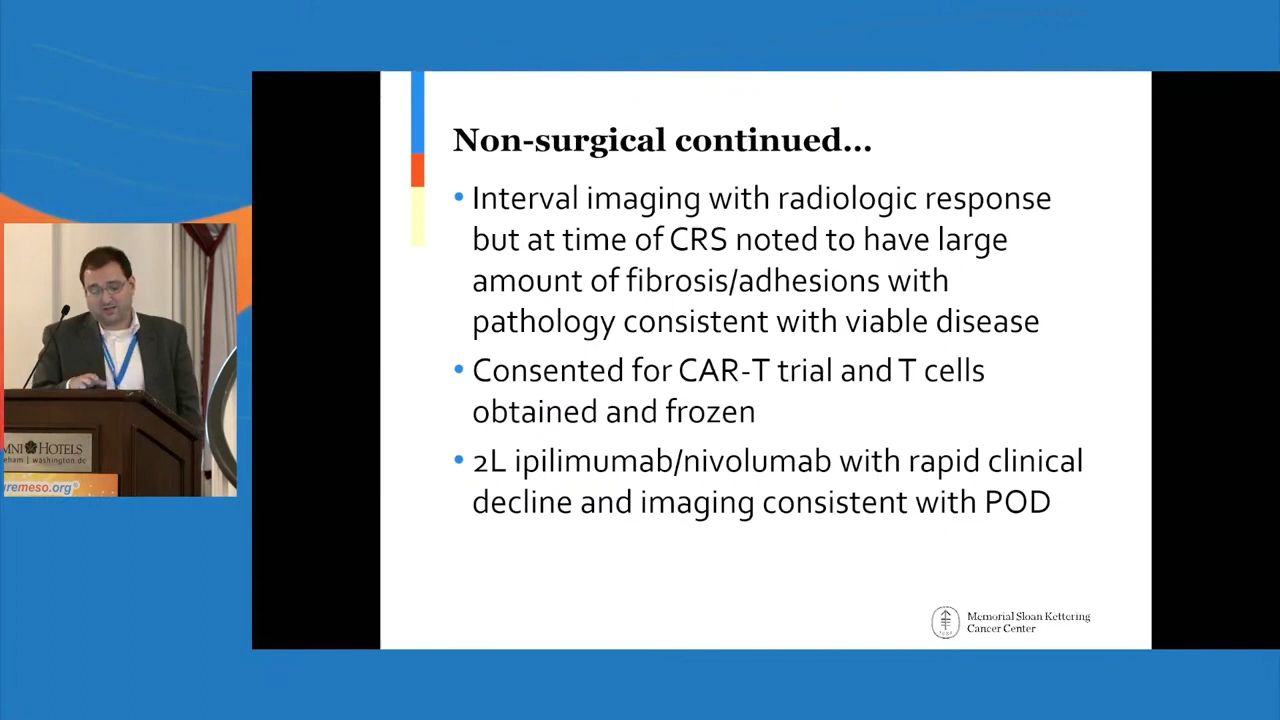 Non-surgical continued...
• Interval imaging with radiologic response
but at time of CRS noted to have large
amount of fibrosis/adhesions with
pathology consistent with viable disease
• Consented for CAR-T trial and T cells
obtained and frozen
• 2L ipilimumab/nivolumab with rapid clinical
decline and imaging consistent with POD
Memorial Sloan Kettering
Cancer Center
MNI HOTELS
eham | washington dc
uremeso.org®